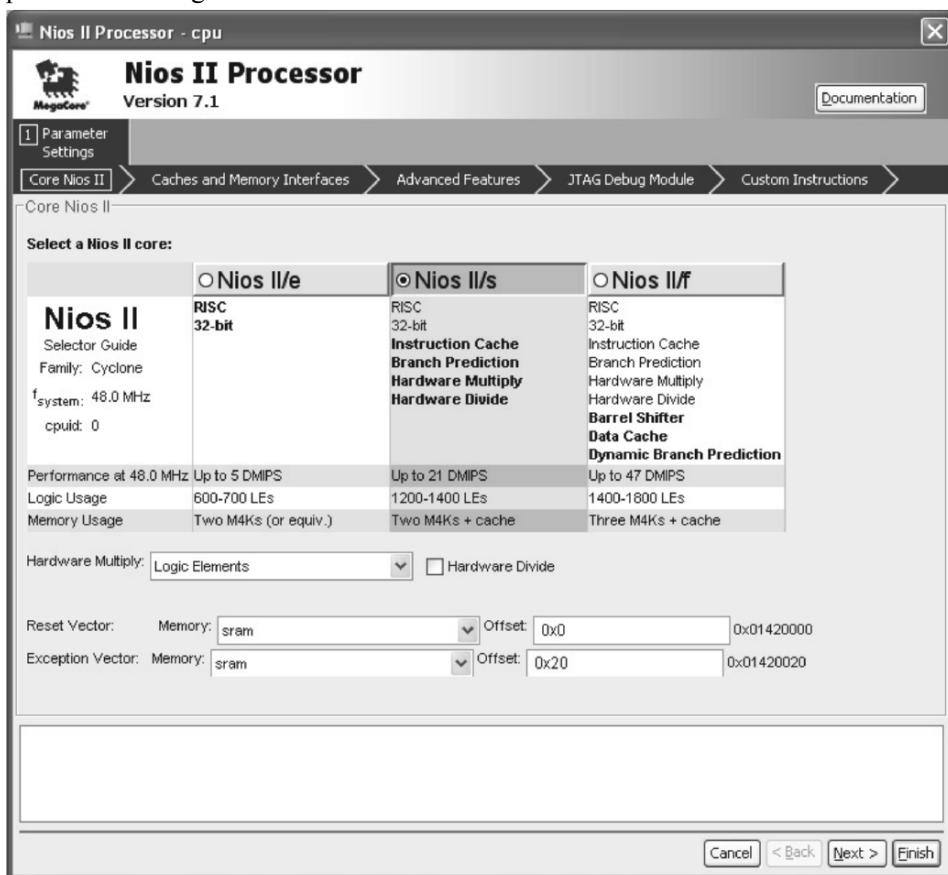 Nios II Processor - cpu
MegaCore®
Nios II Processor
Version 7.1
Documentation
1 Parameter
Settings
Core Nios II
Caches and Memory Interfaces
Advanced Features
JTAG Debug Module
Custom Instructions
Core Nios II
Select a Nios II core:
Nios II/e
Nios II/s
Nios II/f
Nios II
Selector Guide
Family: Cyclone
fsystem: 48.0 MHz
cpuid: 0
RISC
32-bit
RISC
32-bit
Instruction Cache
Branch Prediction
Hardware Multiply
Hardware Divide
RISC
32-bit
Instruction Cache
Branch Prediction
Hardware Multiply
Hardware Divide
Barrel Shifter
Data Cache
Dynamic Branch Prediction
Performance at 48.0 MHz Up to 5 DMIPS Up to 21 DMIPS Up to 47 DMIPS
Logic Usage 600-700 LEs 1200-1400 LEs 1400-1800 LEs
Memory Usage Two M4Ks (or equiv.) Two M4Ks + cache Three M4Ks + cache
Hardware Multiply: Logic Elements Hardware Divide
Reset Vector: Memory: sram Offset: 0x0 0x01420000
Exception Vector: Memory: sram Offset: 0x20 0x01420020
Cancel < Back Next > Finish